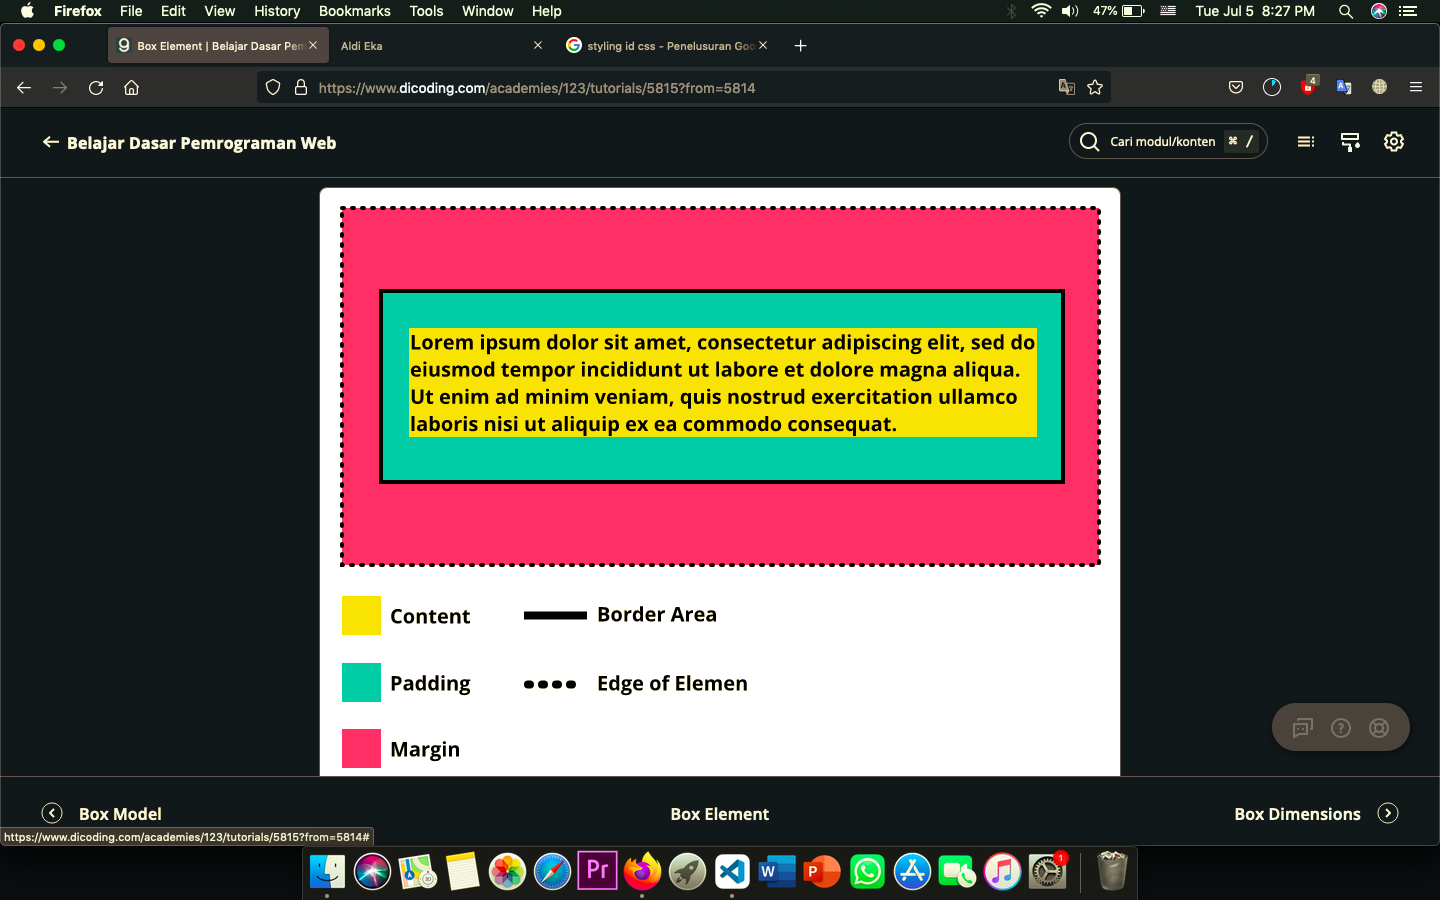 Firefox File Edit View History Bookmarks Tools Window Help 47% Tue Jul 5 8:27 PM
Box Element | Belajar Dasar Pem Aldi Eka styling id css - Penelusuran Goo
https://www.dicoding.com/academies/123/tutorials/5815?from=5814 4
Belajar Dasar Pemrograman Web Cari modul/konten ⌘ /
Lorem ipsum dolor sit amet, consectetur adipiscing elit, sed do
eiusmod tempor incididunt ut labore et dolore magna aliqua.
Ut enim ad minim veniam, quis nostrud exercitation ullamco
laboris nisi ut aliquip ex ea commodo consequat.
Content Border Area
Padding Edge of Elemen
Margin
Box Model Box Element Box Dimensions
https://www.dicoding.com/academies/123/tutorials/5815?from=5814#
Pr W P 1